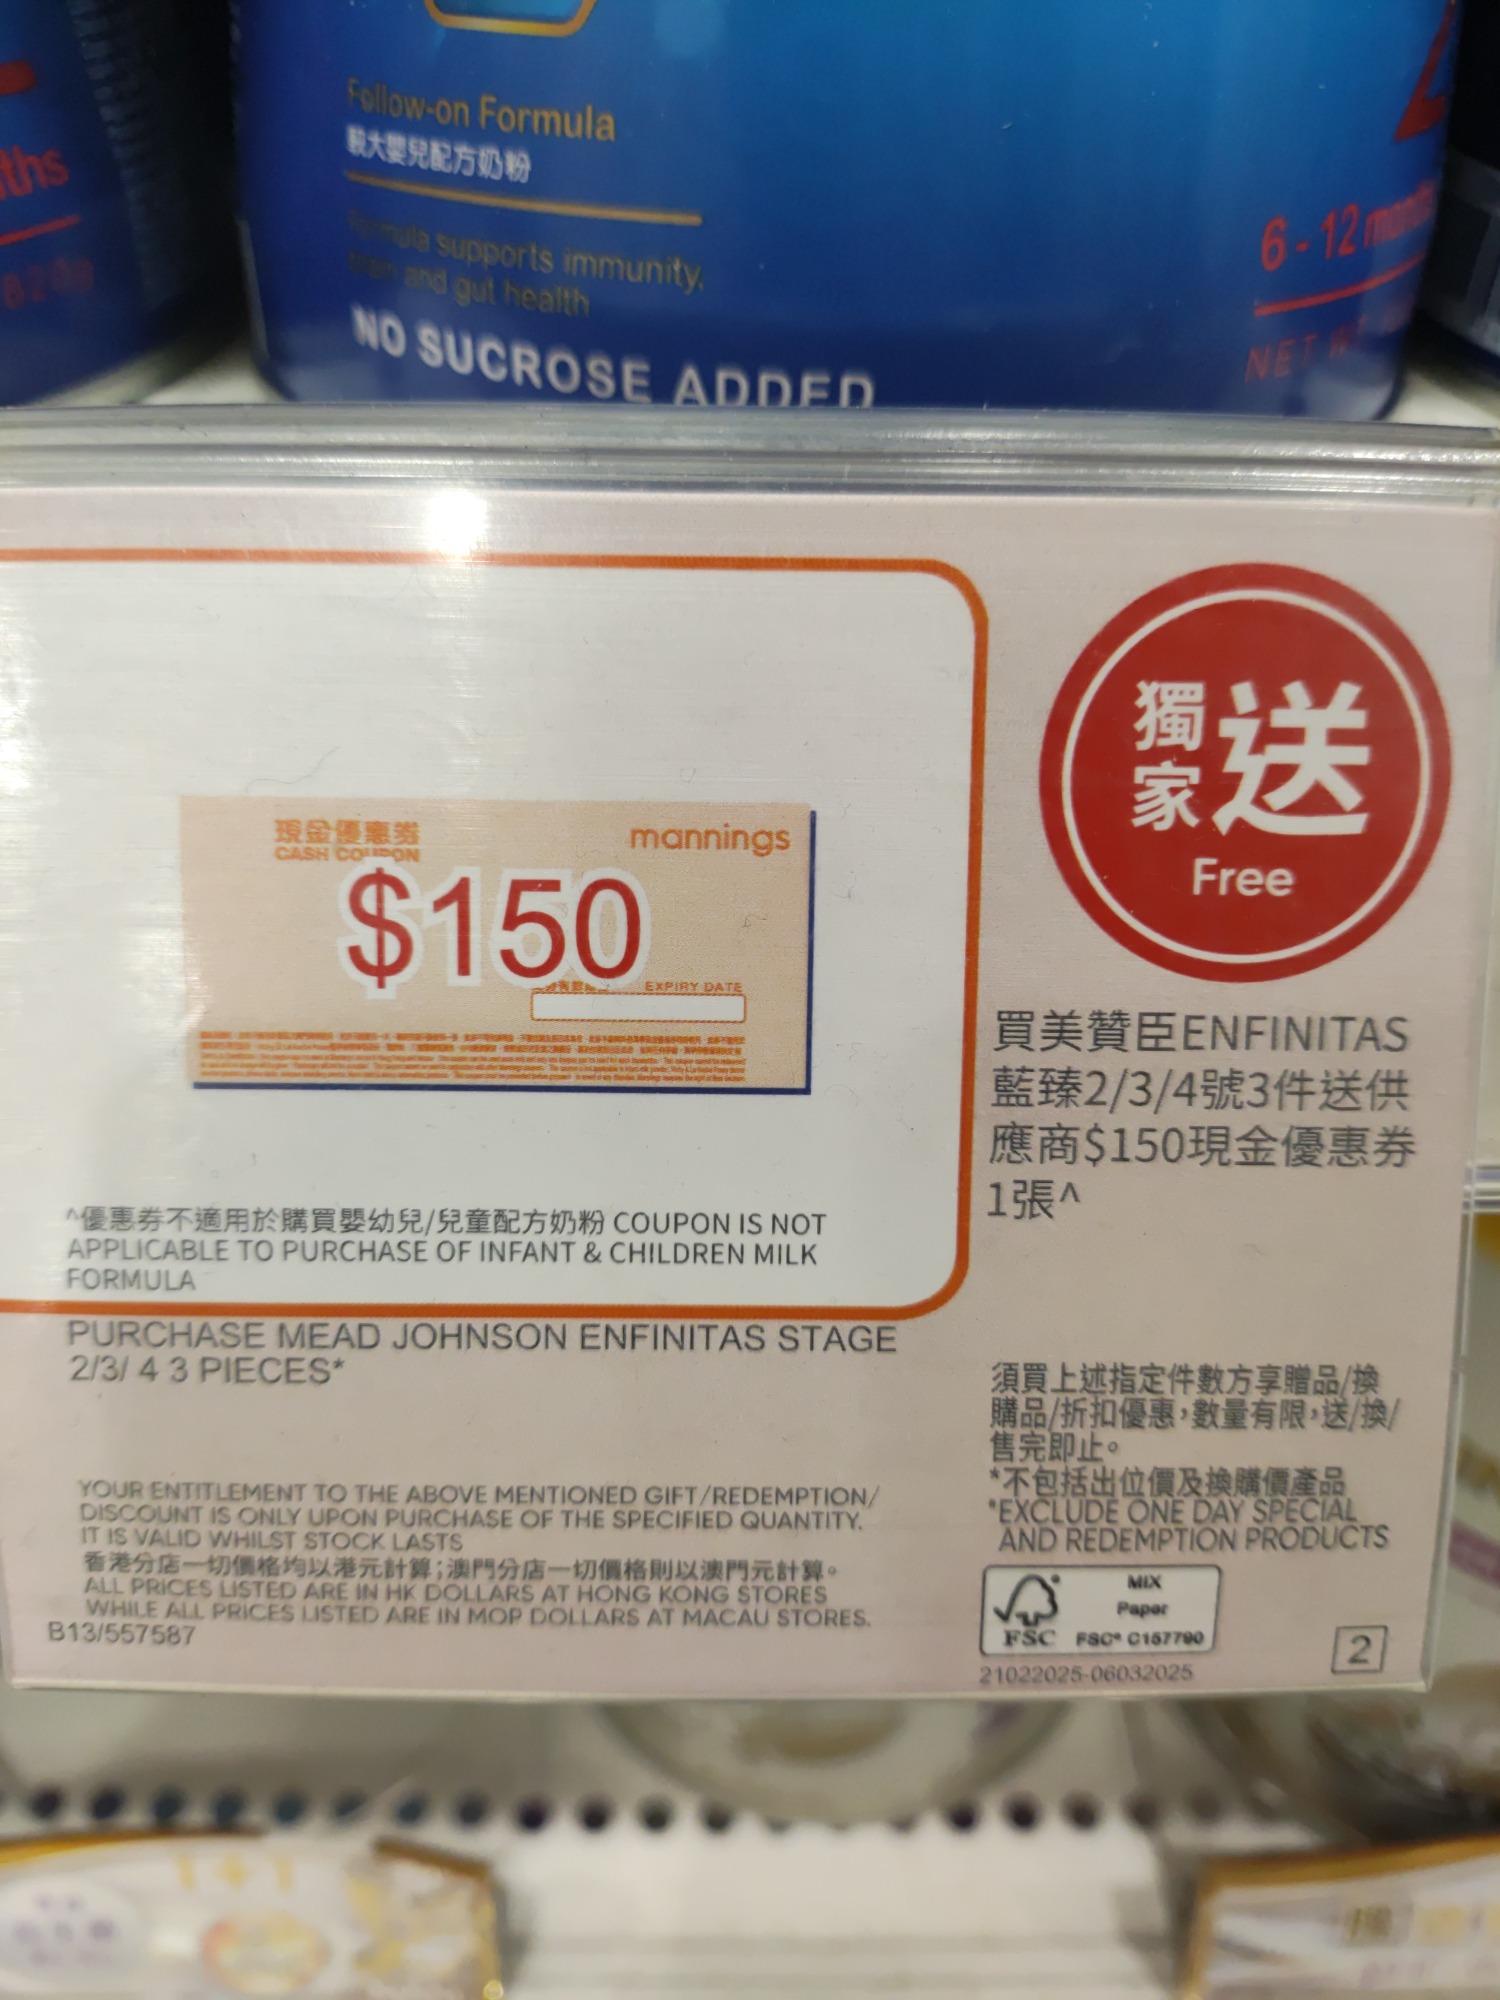 Follow-on Formula
較大嬰兒配方奶粉
ths
820g
supports immunity,
and gut health
NO SUCROSE ADDED
6-12
NET
獨家送
Free
現金優惠券
CASH COUPON
mannings
$150
EXPIRY DATE
買美贊臣ENFINITAS
藍臻2/3/4號3件送供
應商$150現金優惠券
1張^
^優惠券不適用於購買嬰幼兒/兒童配方奶粉 COUPON IS NOT
APPLICABLE TO PURCHASE OF INFANT & CHILDREN MILK
FORMULA
PURCHASE MEAD JOHNSON ENFINITAS STAGE
2/3/ 4 3 PIECES*
須買上述指定件數方享贈品/換
購品/折扣優惠，數量有限，送/換/
售完即止。
*不包括出位價及換購價產品
*EXCLUDE ONE DAY SPECIAL
AND REDEMPTION PRODUCTS
YOUR ENTITLEMENT TO THE ABOVE MENTIONED GIFT/REDEMPTION/
DISCOUNT IS ONLY UPON PURCHASE OF THE SPECIFIED QUANTITY.
IT IS VALID WHILST STOCK LASTS
香港分店一切價格均以港元計算；澳門分店一切價格則以澳門元計算。
ALL PRICES LISTED ARE IN HK DOLLARS AT HONG KONG STORES
WHILE ALL PRICES LISTED ARE IN MOP DOLLARS AT MACAU STORES.
B13/557587
MIX
Paper
FSC
FSC® C157790
21022025-06032025
2
1+1